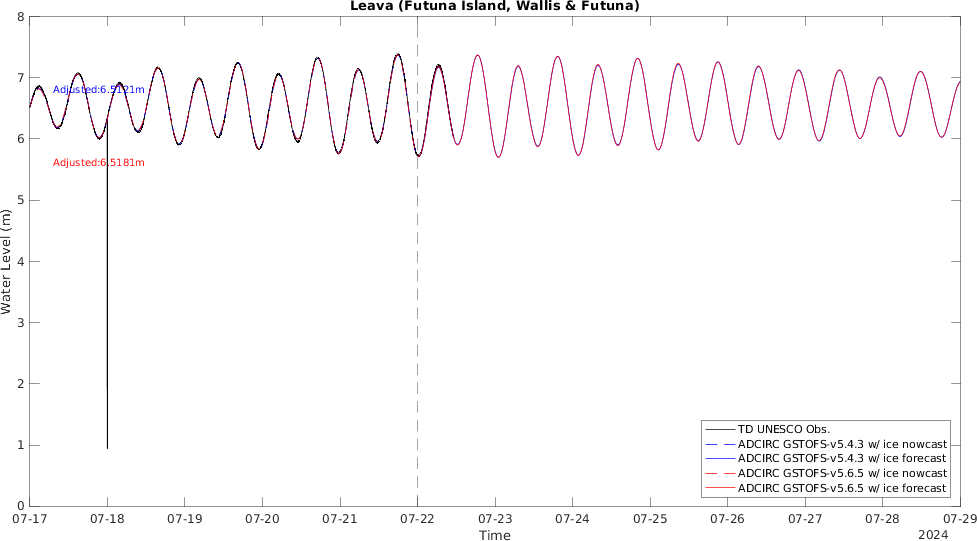 Leava (Futuna Island, Wallis & Futuna)
8
7
6
5
4
3
2
1
0
Water Level (m)
Adjusted:6.5121m
Adjusted:6.5181m
TD UNESCO Obs.
ADCIRC GSTOFS-v5.4.3 w/ ice nowcast
ADCIRC GSTOFS-v5.4.3 w/ ice forecast
ADCIRC GSTOFS-v5.6.5 w/ ice nowcast
ADCIRC GSTOFS-v5.6.5 w/ ice forecast
07-17 07-18 07-19 07-20 07-21 07-22 07-23 07-24 07-25 07-26 07-27 07-28 07-29
Time
2024